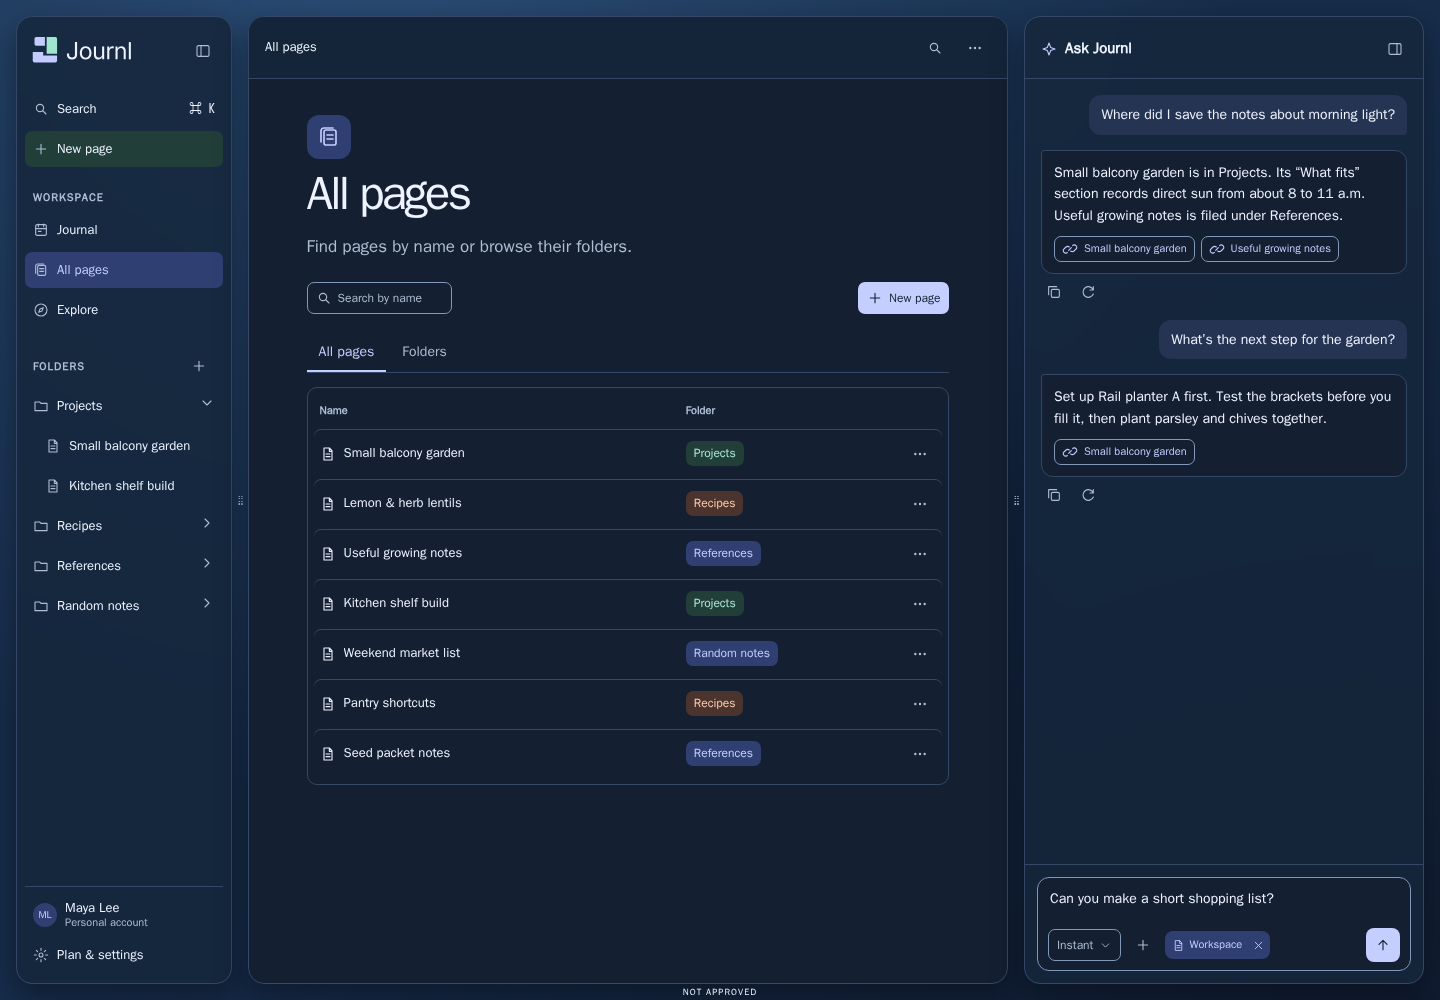 Journl
Search ⌘ K
New page
WORKSPACE
Journal
All pages
Explore
FOLDERS
Projects
Small balcony garden
Kitchen shelf build
Recipes
References
Random notes
ML
Maya Lee
Personal account
Plan & settings
All pages
All pages
Find pages by name or browse their folders.
Search by name
New page
All pages Folders
Name Folder
Small balcony garden Projects
Lemon & herb lentils Recipes
Useful growing notes References
Kitchen shelf build Projects
Weekend market list Random notes
Pantry shortcuts Recipes
Seed packet notes References
Ask Journl
Where did I save the notes about morning light?
Small balcony garden is in Projects. Its “What fits”
section records direct sun from about 8 to 11 a.m.
Useful growing notes is filed under References.
Small balcony garden Useful growing notes
What's the next step for the garden?
Set up Rail planter A first. Test the brackets before you
fill it, then plant parsley and chives together.
Small balcony garden
Can you make a short shopping list?
Instant Workspace
NOT APPROVED